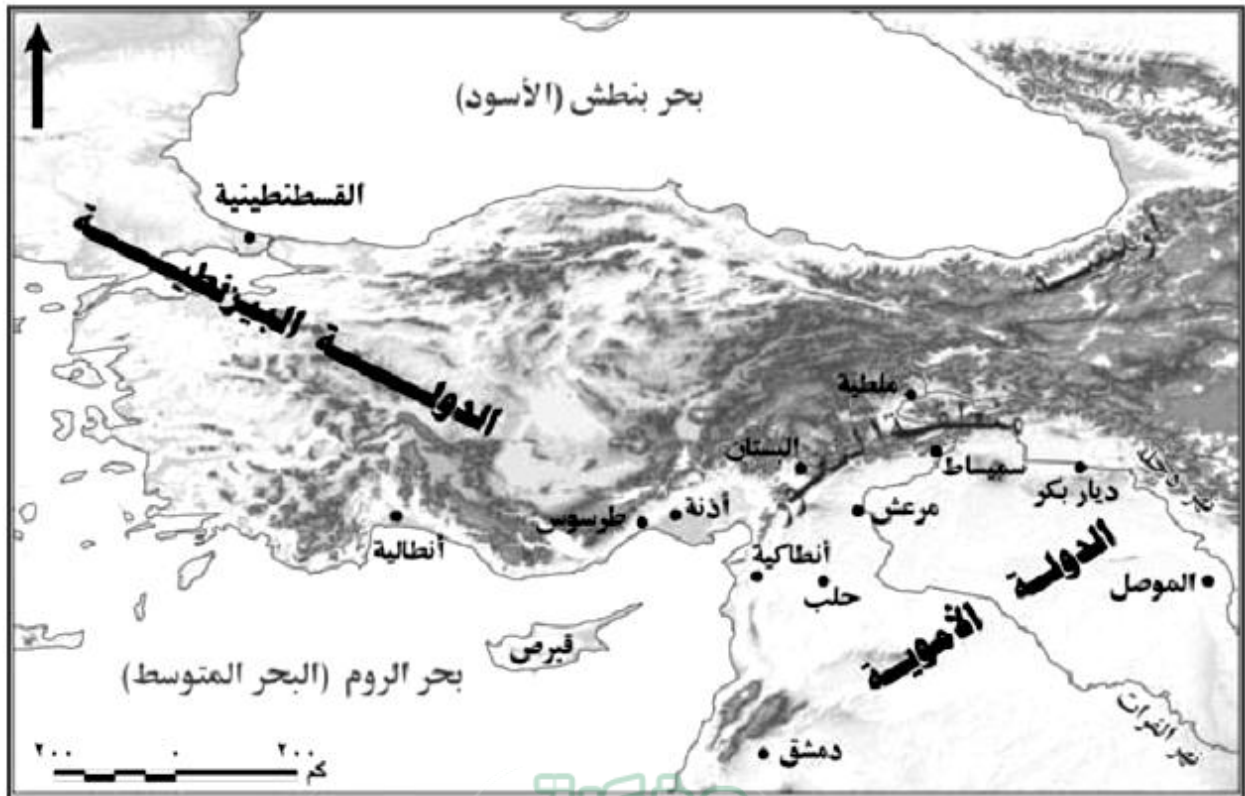 بحر بنطش (الأسود)
القسطنطينية
الدولة البيزنطية
ملطية
البستان
سميساط
ديار بكر
مرعش
أذنة
طرسوس
أنطالية
أنطاكية
حلب
الموصل
الدولة الأموية
قبرص
بحر الروم (البحر المتوسط)
نهر الفرات
دمشق
٢٠٠ ٠ ٢٠٠
كم